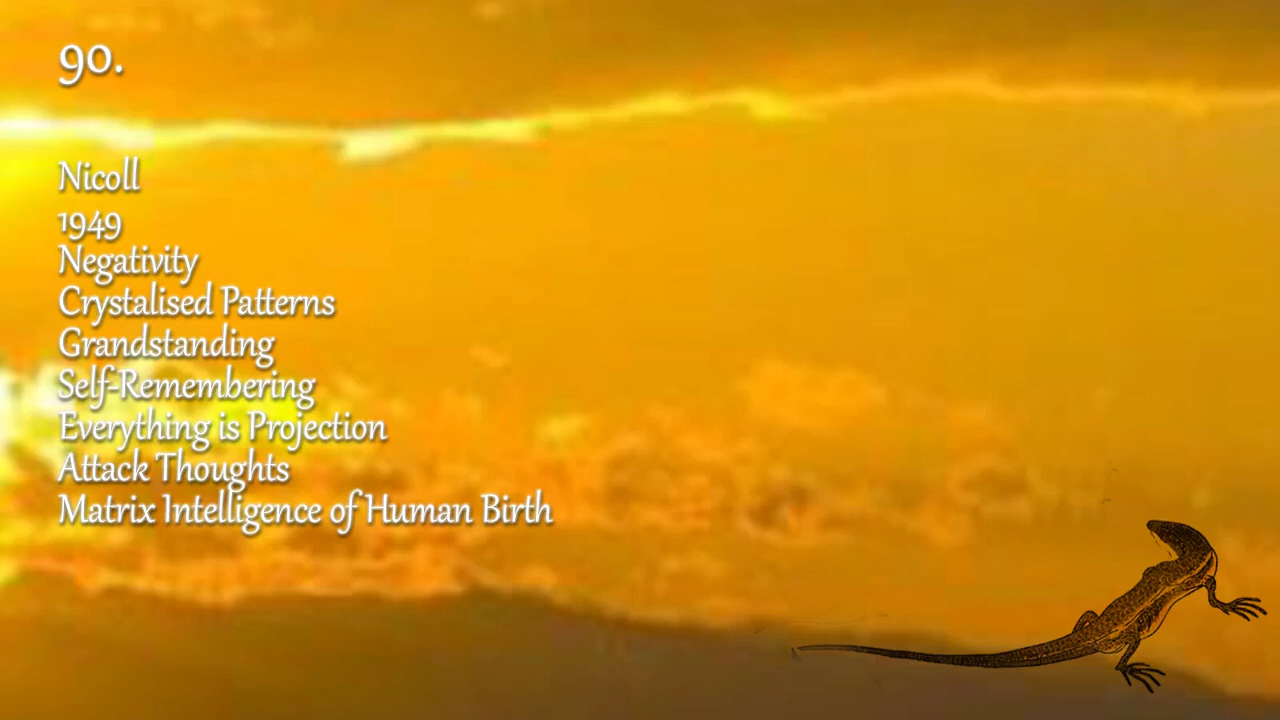 90.
Nicoll
1949
Negativity
Crystalised Patterns
Grandstanding
Self-Remembering
Everything is Projection
Attack Thoughts
Matrix Intelligence of Human Birth